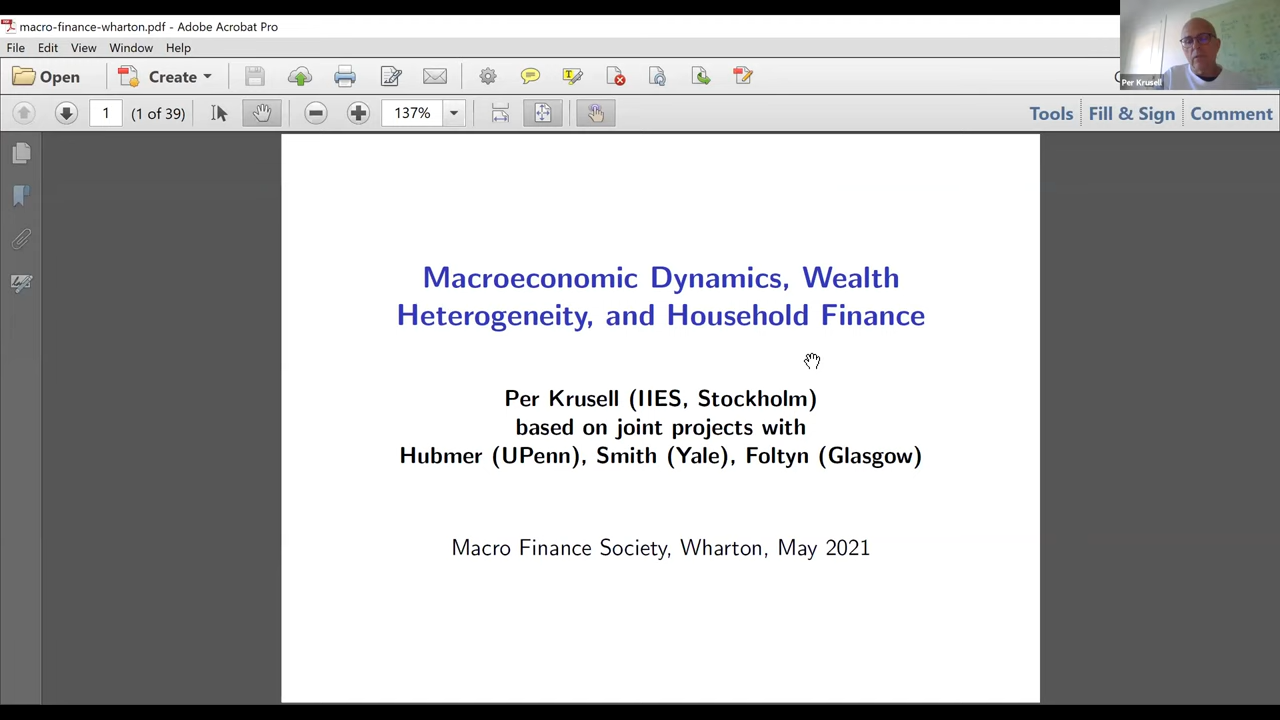 macro-finance-wharton.pdf - Adobe Acrobat Pro
File Edit View Window Help
Open Create
1 (1 of 39) 137% Tools Fill & Sign Comment
Per Krusell
Macroeconomic Dynamics, Wealth
Heterogeneity, and Household Finance
Per Krusell (IIES, Stockholm)
based on joint projects with
Hubmer (UPenn), Smith (Yale), Foltyn (Glasgow)
Macro Finance Society, Wharton, May 2021